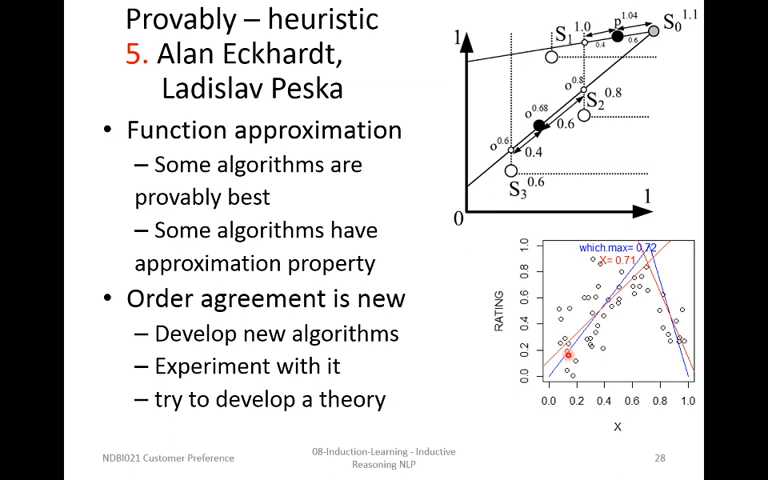 Provably – heuristic
5. Alan Eckhardt,
Ladislav Peska
• Function approximation
– Some algorithms are
provably best
– Some algorithms have
approximation property
• Order agreement is new
– Develop new algorithms
– Experiment with it
– try to develop a theory
1
S1 1.0
p1.04
S0 1.1
0.4
0.6
o0.8
S2 0.8
o0.68
0.6
o0.6
0.4
S3 0.6
0
1
which.max= 0.72
X= 0.71
RATING
1.0
0.8
0.6
0.4
0.2
0.0
0.0 0.2 0.4 0.6 0.8 1.0
X
NDBI021 Customer Preference
08-Induction-Learning - Inductive
Reasoning NLP
28